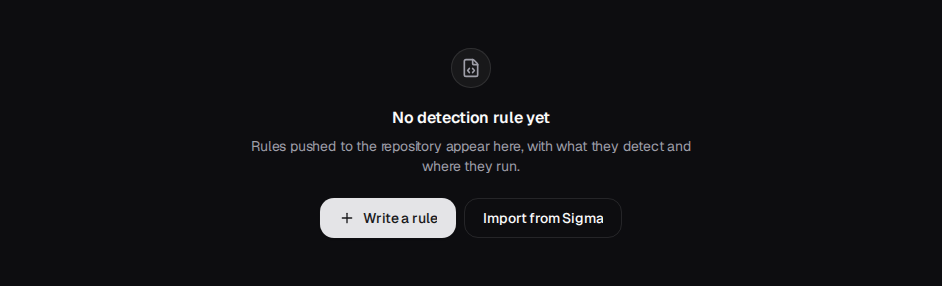 No detection rule yet
Rules pushed to the repository appear here, with what they detect and
where they run.
Write a rule
Import from Sigma